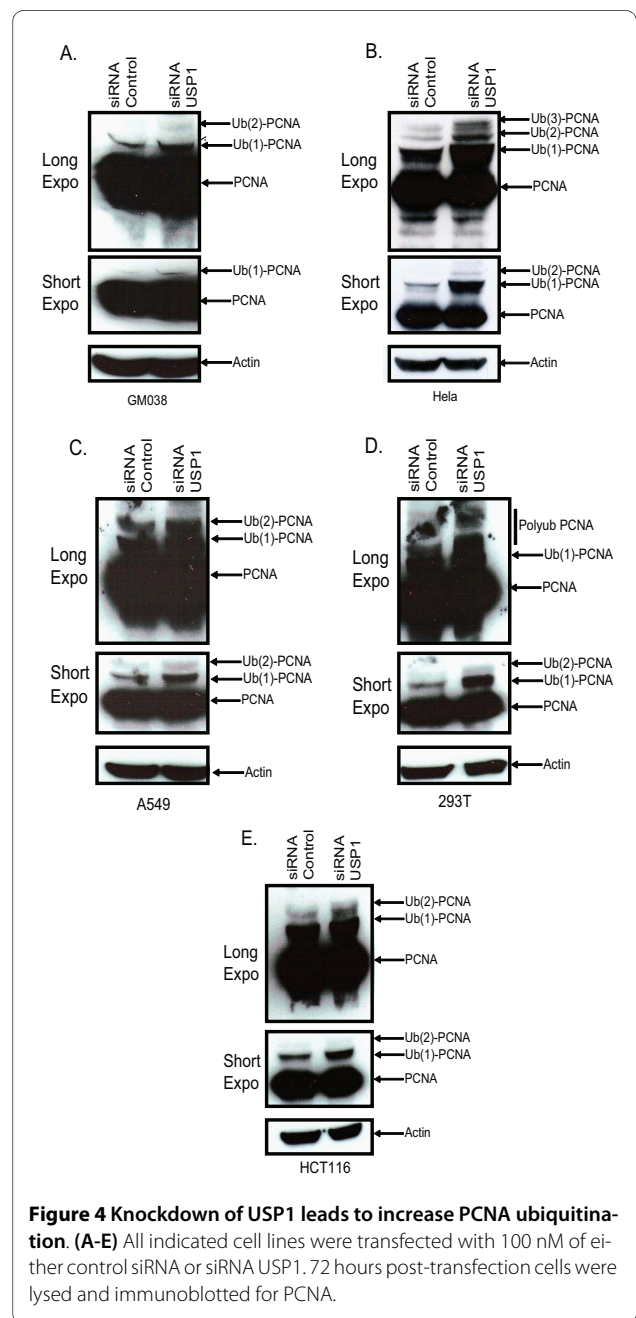 A.
siRNA
Control
siRNA
USP1
Long
Expo
Ub(2)-PCNA
Ub(1)-PCNA
PCNA
Short
Expo
Ub(1)-PCNA
PCNA
Actin
GM038
B.
siRNA
Control
siRNA
USP1
Long
Expo
Ub(3)-PCNA
Ub(2)-PCNA
Ub(1)-PCNA
PCNA
Short
Expo
Ub(2)-PCNA
Ub(1)-PCNA
PCNA
Actin
Hela
C.
siRNA
Control
siRNA
USP1
Long
Expo
Ub(2)-PCNA
Ub(1)-PCNA
PCNA
Short
Expo
Ub(2)-PCNA
Ub(1)-PCNA
PCNA
Actin
A549
D.
siRNA
Control
siRNA
USP1
Long
Expo
Polyub PCNA
Ub(1)-PCNA
PCNA
Short
Expo
Ub(2)-PCNA
Ub(1)-PCNA
PCNA
Actin
293T
E.
siRNA
Control
siRNA
USP1
Long
Expo
Ub(2)-PCNA
Ub(1)-PCNA
PCNA
Short
Expo
Ub(2)-PCNA
Ub(1)-PCNA
PCNA
Actin
HCT116
Figure 4 Knockdown of USP1 leads to increase PCNA ubiquitina-
tion. (A-E) All indicated cell lines were transfected with 100 nM of ei-
ther control siRNA or siRNA USP1. 72 hours post-transfection cells were
lysed and immunoblotted for PCNA.